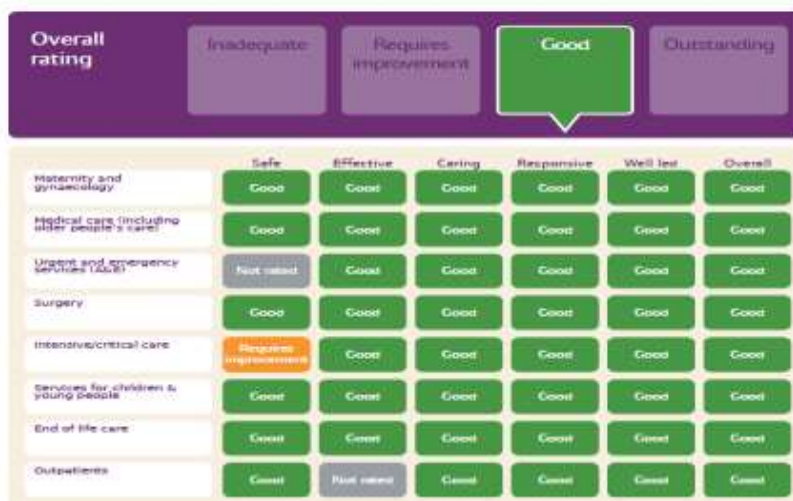 Overall rating
Inadequate
Requires improvement
Good
Outstanding
Safe Effective Caring Responsive Well led Overall
Maternity and gynaecology
Good Good Good Good Good Good
Medical care (including older people's care)
Good Good Good Good Good Good
Urgent and emergency services (A&E)
Not rated Good Good Good Good Good
Surgery
Good Good Good Good Good Good
Intensive/critical care
Requires improvement Good Good Good Good Good
Services for children & young people
Good Good Good Good Good Good
End of life care
Good Good Good Good Good Good
Outpatients
Good Not rated Good Good Good Good